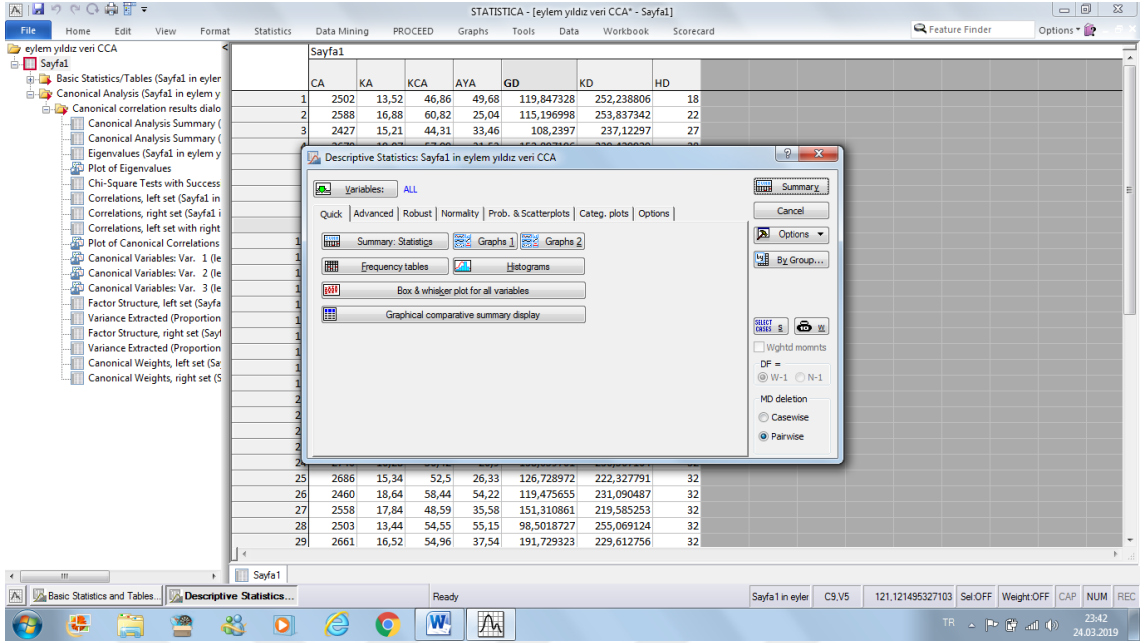 STATISTICA - [eylem yıldız veri CCA* - Sayfa1]
File Home Edit View Format Statistics Data Mining PROCEED Graphs Tools Data Workbook Scorecard Feature Finder Options
eylem yıldız veri CCA
Sayfa1
Basic Statistics/Tables (Sayfa1 in eyler
Canonical Analysis (Sayfa1 in eylem y
Canonical correlation results dialo
Canonical Analysis Summary (
Canonical Analysis Summary (
Eigenvalues (Sayfa1 in eylem y
Plot of Eigenvalues
Chi-Square Tests with Success
Correlations, left set (Sayfa1 in
Correlations, right set (Sayfa1 i
Correlations, left set with right
Plot of Canonical Correlations
Canonical Variables: Var. 1 (le
Canonical Variables: Var. 2 (le
Canonical Variables: Var. 3 (le
Factor Structure, left set (Sayfa
Variance Extracted (Proportion
Factor Structure, right set (Sayf
Variance Extracted (Proportion
Canonical Weights, left set (Sa
Canonical Weights, right set (S
Sayfa1
CA KA KCA AYA GD KD HD
1 2502 13,52 46,86 49,68 119,847328 252,238806 18
2 2588 16,88 60,82 25,04 115,196998 253,837342 22
3 2427 15,21 44,31 33,46 108,2397 237,12297 27
Descriptive Statistics: Sayfa1 in eylem yıldız veri CCA
Variables: ALL
Quick Advanced Robust Normality Prob. & Scatterplots Categ. plots Options
Summary: Statistics Graphs 1 Graphs 2
Frequency tables Histograms
Box & whisker plot for all variables
Graphical comparative summary display
Summary
Cancel
Options
By Group...
SELECT CASES S W
Wghtd momnts
DF =
W-1 N-1
MD deletion
Casewise
Pairwise
25 2686 15,34 52,5 26,33 126,728972 222,327791 32
26 2460 18,64 58,44 54,22 119,475655 231,090487 32
27 2558 17,84 48,59 35,58 151,310861 219,585253 32
28 2503 13,44 54,55 55,15 98,5018727 255,069124 32
29 2661 16,52 54,96 37,54 191,729323 229,612756 32
Sayfa1
Basic Statistics and Tables... Descriptive Statistics... Ready Sayfa1 in eyler C9,V5 121,121495327103 Sel:OFF Weight:OFF CAP NUM REC
TR 23:42
24.03.2019